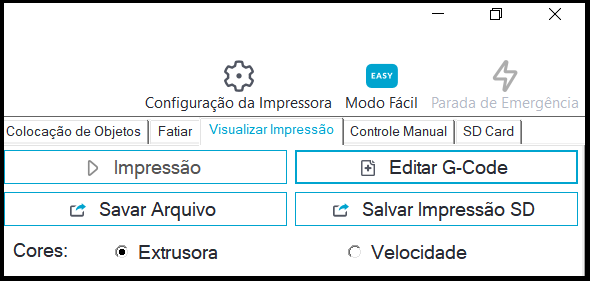 EASY
Configuração da Impressora Modo Fácil Parada de Emergência
Colocação de Objetos Fatiar Visualizar Impressão Controle Manual SD Card
Impressão Editar G-Code
Savar Arquivo Salvar Impressão SD
Cores: Extrusora Velocidade